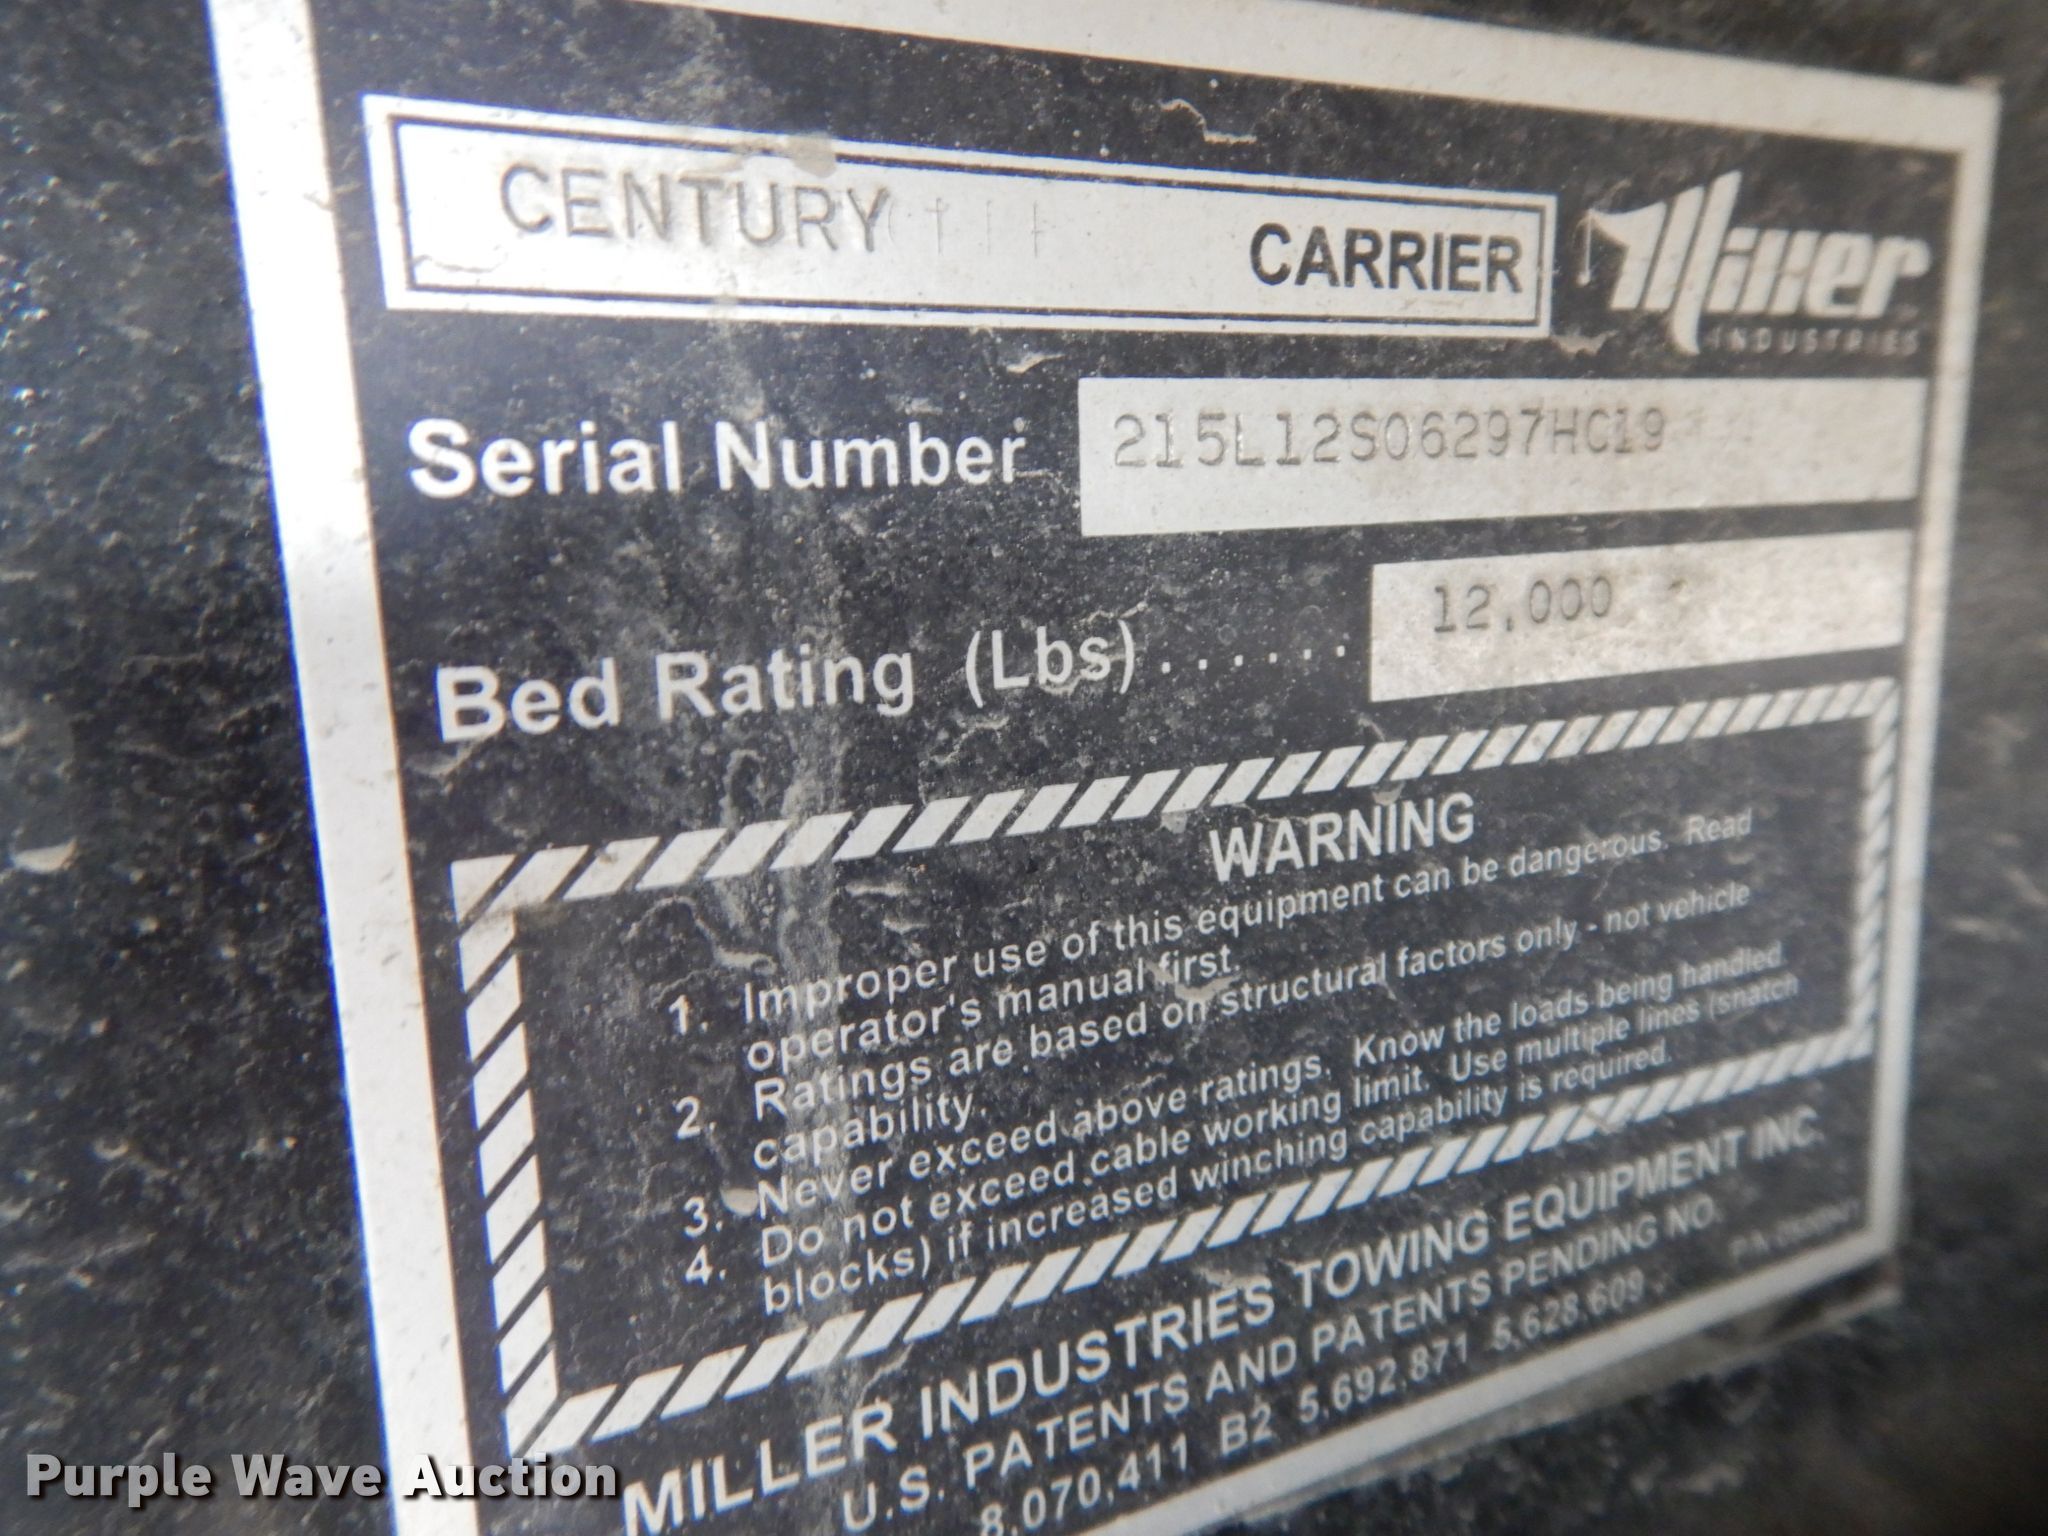 CENTURY CARRIER Miller
INDUSTRIES
Serial Number 215L12S06297HC19
Bed Rating (Lbs)....... 12,000
WARNING
1. Improper use of this equipment can be dangerous. Read
operator's manual first.
2. Ratings are based on structural factors only - not vehicle
capability.
3. Never exceed above ratings. Know the loads being handled.
4. Do not exceed cable working limit. Use multiple lines (snatch
blocks) if increased winching capability is required.
MILLER INDUSTRIES TOWING EQUIPMENT INC.
U.S. PATENTS AND PATENTS PENDING NO.
8,070,411 B2 5,692,871 5,628,609
Purple Wave Auction